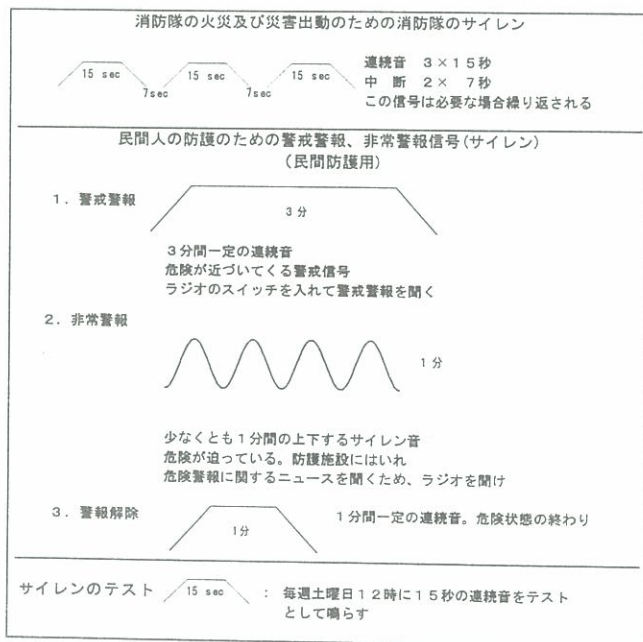 消防隊の火災及び災害出動のための消防隊のサイレン
15 sec 15 sec 15 sec
7sec 7sec
連続音 3×15秒
中 断 2× 7秒
この信号は必要な場合繰り返される
民間人の防護のための警戒警報、非常警報信号(サイレン)
(民間防護用)
1. 警戒警報
3分
3分間一定の連続音
危険が近づいてくる警戒信号
ラジオのスイッチを入れて警戒警報を聞く
2. 非常警報
1分
少なくとも1分間の上下するサイレン音
危険が迫っている。防護施設にはいれ
危険警報に関するニュースを聞くため、ラジオを聞け
3. 警報解除
1分
1分間一定の連続音。危険状態の終わり
サイレンのテスト 15 sec : 毎週土曜日12時に15秒の連続音をテスト
として鳴らす